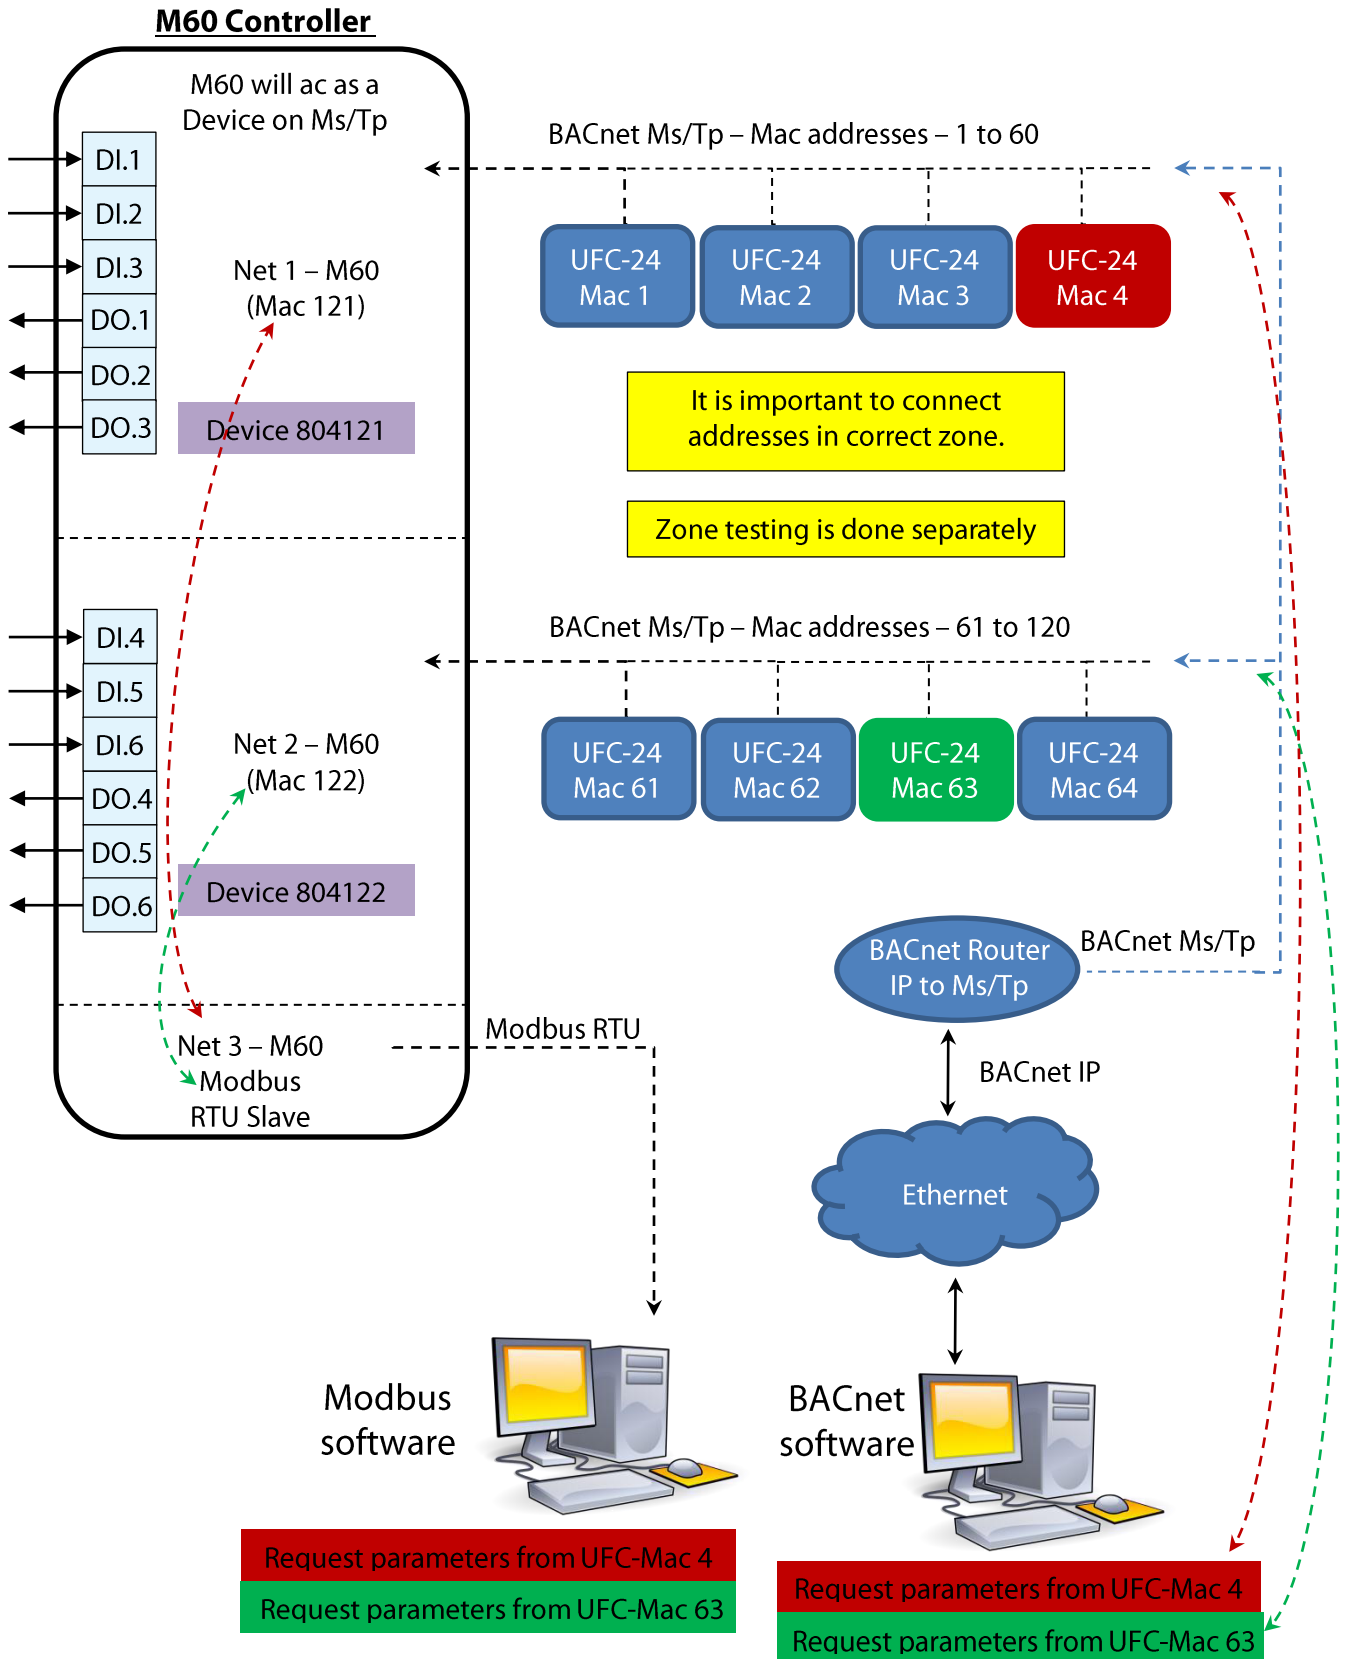 M60 Controller
M60 will ac as a
Device on Ms/Tp
DI.1
DI.2
DI.3
DO.1
DO.2
DO.3
Net 1 – M60
(Mac 121)
Device 804121
BACnet Ms/Tp – Mac addresses – 1 to 60
UFC-24
Mac 1
UFC-24
Mac 2
UFC-24
Mac 3
UFC-24
Mac 4
It is important to connect
addresses in correct zone.
Zone testing is done separately
DI.4
DI.5
DI.6
DO.4
DO.5
DO.6
Net 2 – M60
(Mac 122)
Device 804122
BACnet Ms/Tp – Mac addresses – 61 to 120
UFC-24
Mac 61
UFC-24
Mac 62
UFC-24
Mac 63
UFC-24
Mac 64
BACnet Router
IP to Ms/Tp
BACnet Ms/Tp
Net 3 – M60
Modbus
RTU Slave
Modbus RTU
BACnet IP
Ethernet
Modbus
software
BACnet
software
Request parameters from UFC-Mac 4
Request parameters from UFC-Mac 63
Request parameters from UFC-Mac 4
Request parameters from UFC-Mac 63